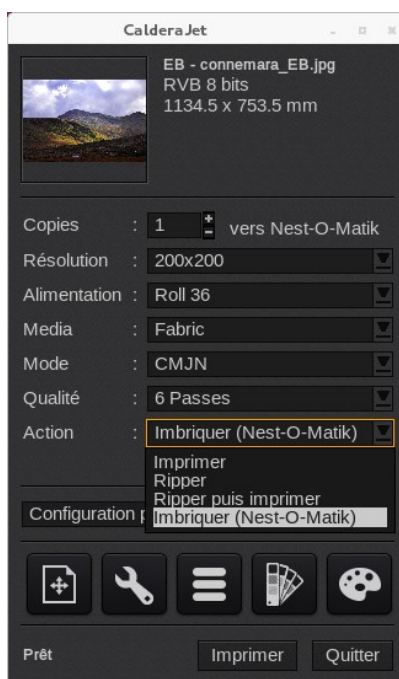 CalderaJet
EB - connemara_EB.jpg
RVB 8 bits
1134.5 x 753.5 mm
Copies : 1 vers Nest-O-Matik
Résolution : 200x200
Alimentation : Roll 36
Media : Fabric
Mode : CMJN
Qualité : 6 Passes
Action : Imbriquer (Nest-O-Matik)
Imprimer
Ripper
Ripper puis imprimer
Imbriquer (Nest-O-Matik)
Configuration
Prêt Imprimer Quitter